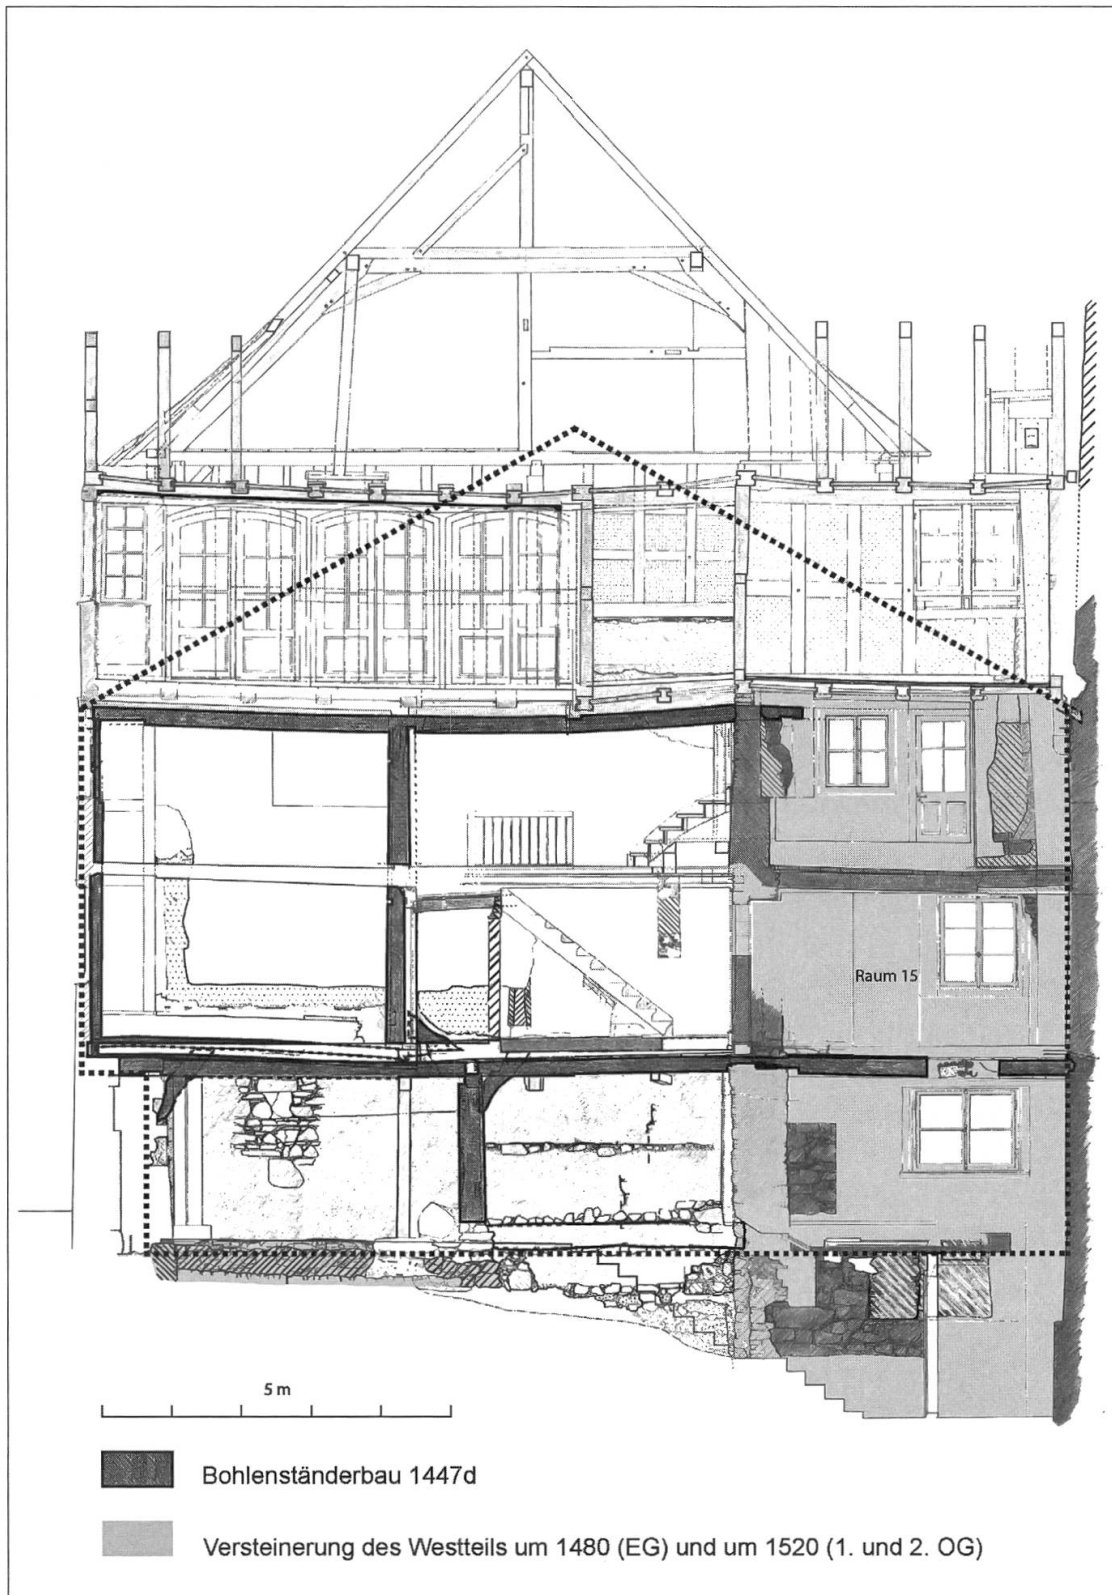 Raum 15
5 m
Bohlenständerbau 1447d
Versteinerung des Westteils um 1480 (EG) und um 1520 (1. und 2. OG)